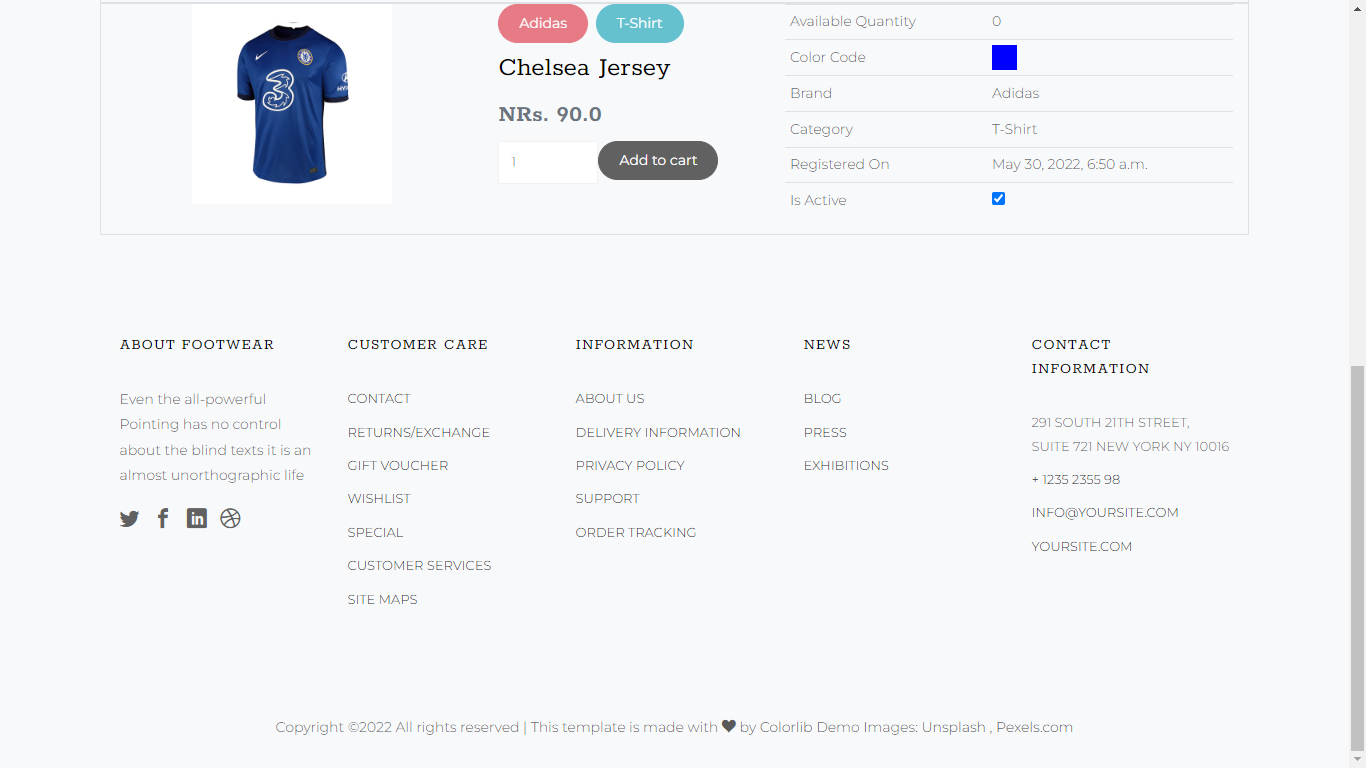 Adidas T-Shirt
Chelsea Jersey
NRs. 90.0
1 Add to cart
3
Available Quantity 0
Color Code
Brand Adidas
Category T-Shirt
Registered On May 30, 2022, 6:50 a.m.
Is Active
ABOUT FOOTWEAR
Even the all-powerful
Pointing has no control
about the blind texts it is an
almost unorthographic life
CUSTOMER CARE
CONTACT
RETURNS/EXCHANGE
GIFT VOUCHER
WISHLIST
SPECIAL
CUSTOMER SERVICES
SITE MAPS
INFORMATION
ABOUT US
DELIVERY INFORMATION
PRIVACY POLICY
SUPPORT
ORDER TRACKING
NEWS
BLOG
PRESS
EXHIBITIONS
CONTACT
INFORMATION
291 SOUTH 21TH STREET,
SUITE 721 NEW YORK NY 10016
+ 1235 2355 98
INFO@YOURSITE.COM
YOURSITE.COM
Copyright ©2022 All rights reserved | This template is made with ♥ by Colorlib Demo Images: Unsplash , Pexels.com